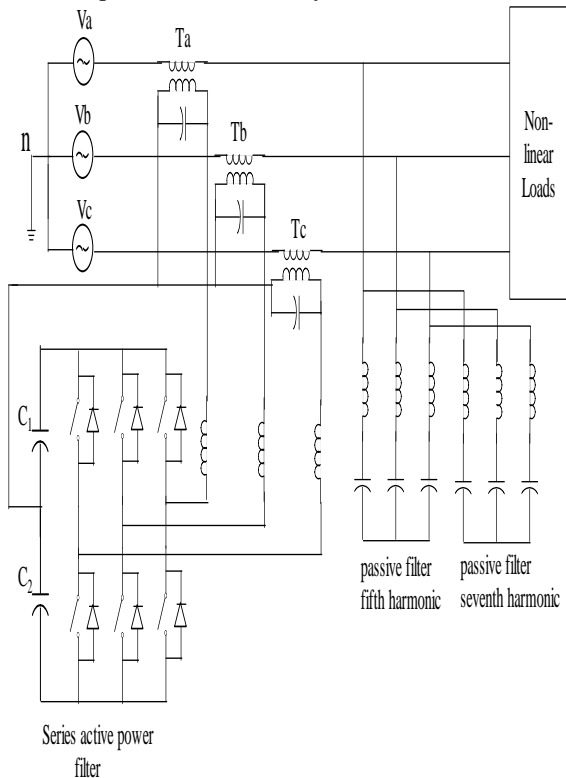 Va
Ta
Vb
Tb
n
Vc
Tc
Non-
linear
Loads
C1
C2
passive filter
fifth harmonic
passive filter
seventh harmonic
Series active power
filter